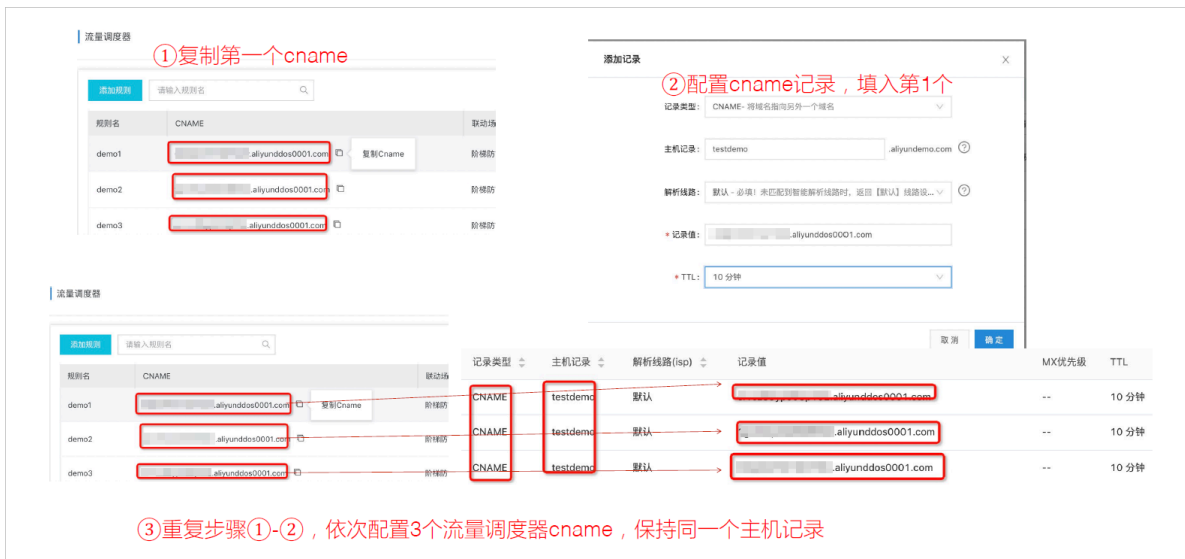 流量调度器
①复制第一个cname
添加规则 请输入规则名
规则名 CNAME 联动场
demo1 .aliyunddos0001.com 复制Cname 阶梯防
demo2 .aliyunddos0001.com 阶梯防
demo3 .aliyunddos0001.com 阶梯防
添加记录
②配置cname记录，填入第1个
记录类型: CNAME- 将域名指向另外一个域名
主机记录: testdemo .aliyundemo.com
解析线路: 默认 - 必填！未匹配到智能解析线路时，返回【默认】线路设...
* 记录值: .aliyunddos0001.com
* TTL: 10 分钟
取消 确定
流量调度器
添加规则 请输入规则名
规则名 CNAME 联动场
demo1 .aliyunddos0001.com 复制Cname 阶梯防
demo2 .aliyunddos0001.com 阶梯防
demo3 .aliyunddos0001.com 阶梯防
记录类型 主机记录 解析线路(isp) 记录值 MX优先级 TTL
CNAME testdemo 默认 .aliyunddos0001.com -- 10 分钟
CNAME testdemo 默认 .aliyunddos0001.com -- 10 分钟
CNAME testdemo 默认 .aliyunddos0001.com -- 10 分钟
③重复步骤①-②，依次配置3个流量调度器cname，保持同一个主机记录